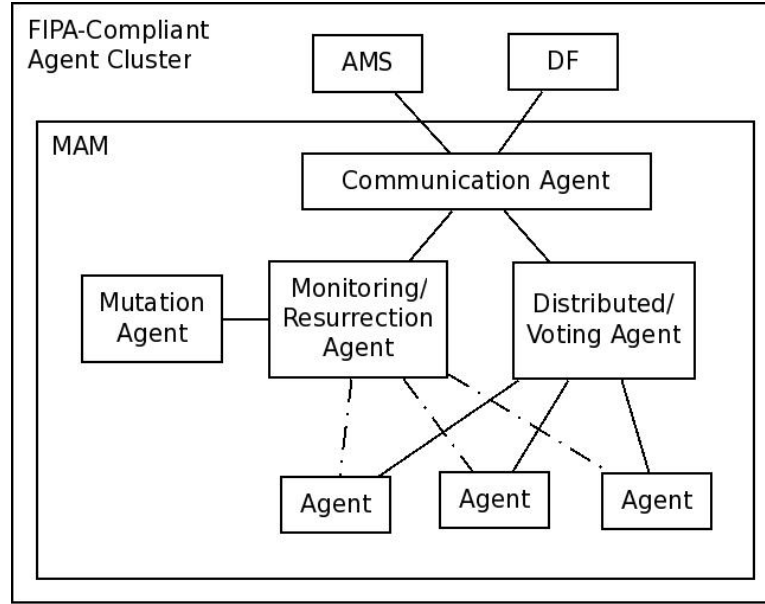 FIPA-Compliant
Agent Cluster
AMS
DF
MAM
Communication Agent
Mutation
Agent
Monitoring/
Resurrection
Agent
Distributed/
Voting Agent
Agent
Agent
Agent